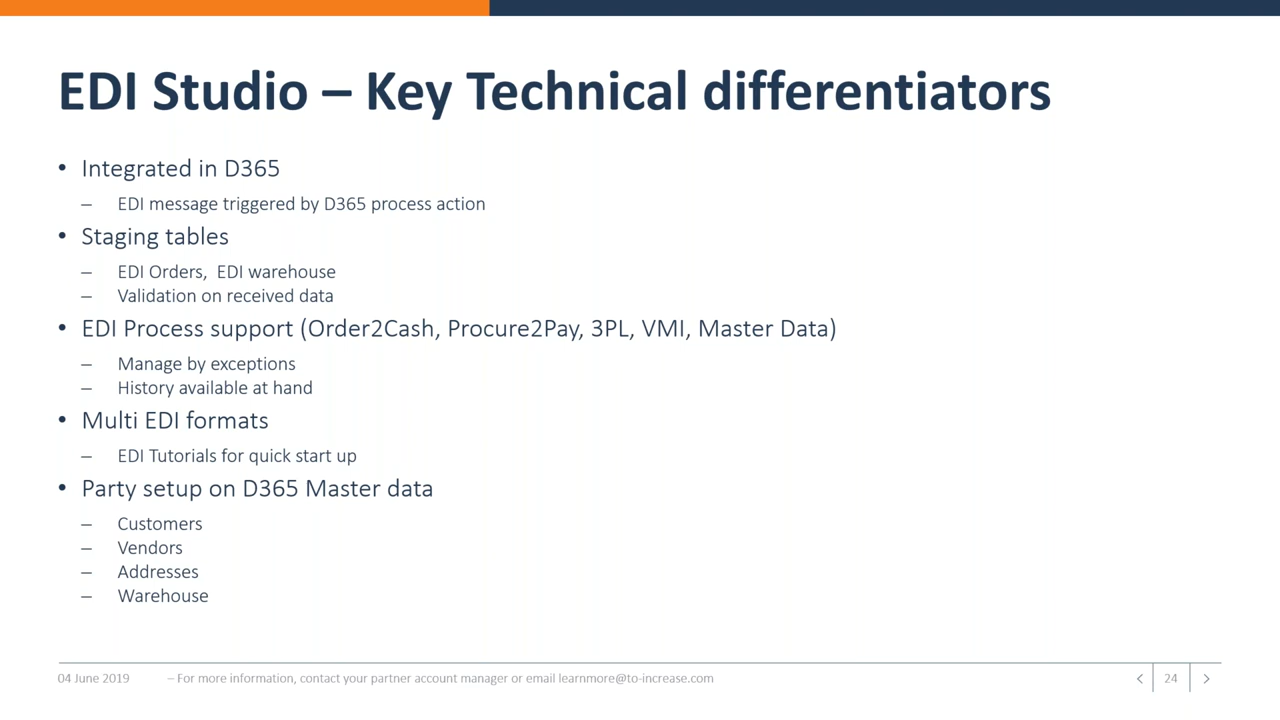 EDI Studio – Key Technical differentiators
• Integrated in D365
– EDI message triggered by D365 process action
• Staging tables
– EDI Orders,  EDI warehouse
– Validation on received data
• EDI Process support (Order2Cash, Procure2Pay, 3PL, VMI, Master Data)
– Manage by exceptions
– History available at hand
• Multi EDI formats
– EDI Tutorials for quick start up
• Party setup on D365 Master data
– Customers
– Vendors
– Addresses
– Warehouse
04 June 2019 – For more information, contact your partner account manager or email learnmore@to-increase.com 24